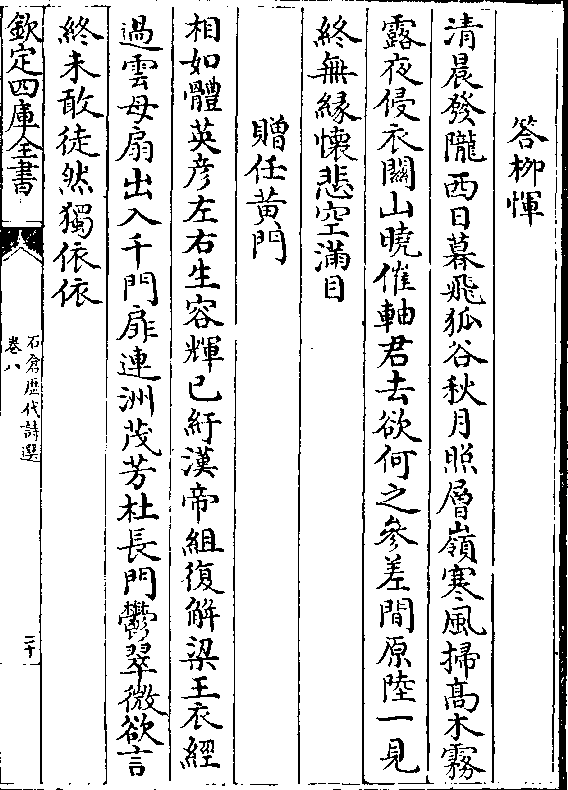 答柳惲
清晨發隴西日暮飛狐谷秋月照層嶺寒風掃髙木霧
露夜侵衣關山曉催軸君去欲何之參差間原陸一見
終無縁懷悲空滿目
贈任黄門
相如體英彦左右生容輝已紆漢帝組復解梁王衣經
過雲母扇出入千門扉連洲茂芳杜長門鬱翠微欲言
終未敢徒然獨依依
欽定四庫全書
石倉歴代詩選
卷八
二十